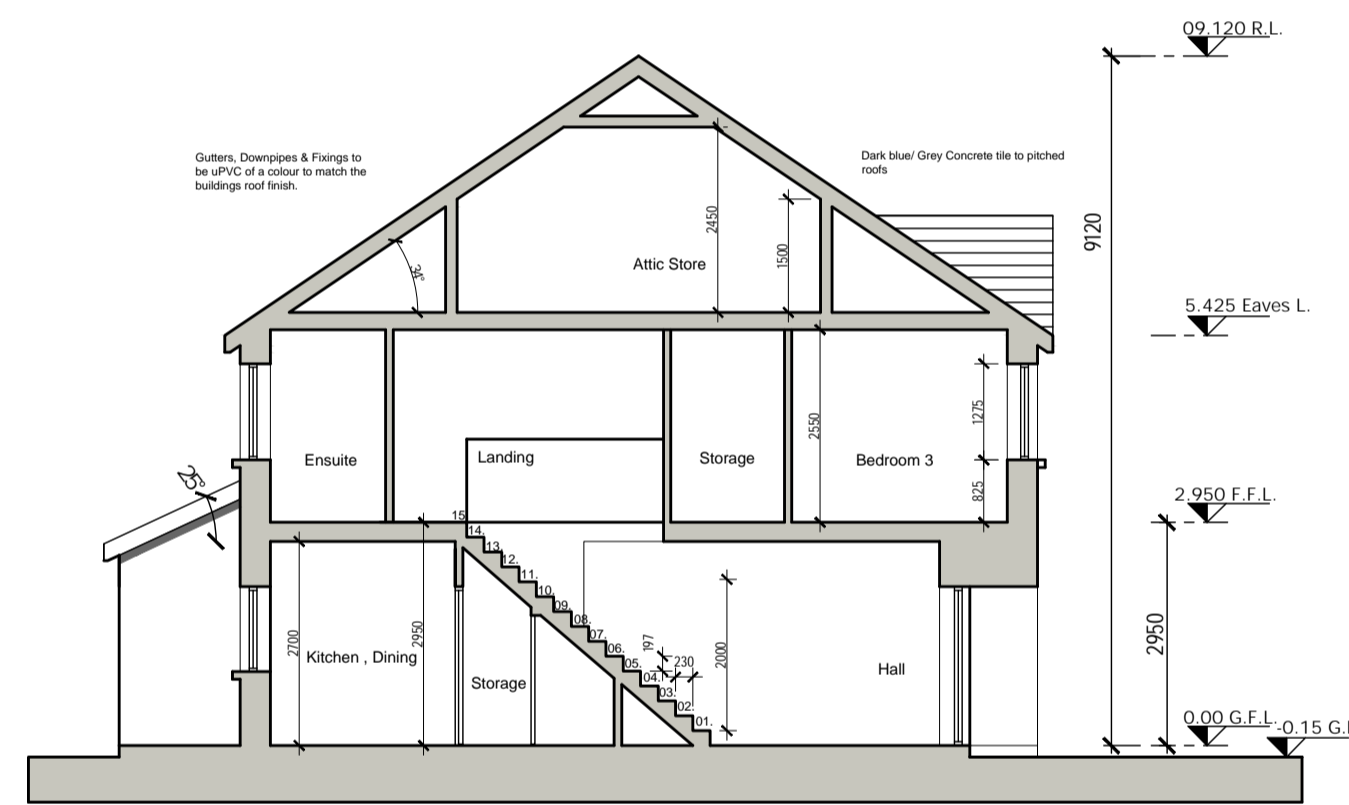 09.120 R.L.
Gutters, Downpipes & Fixings to
be uPVC of a colour to match the
buildings roof finish.
Dark blue/ Grey Concrete tile to pitched
roofs
9120
2450
1500
34°
Attic Store
5.425 Eaves L.
2550
1275
825
Ensuite
Landing
Storage
Bedroom 3
25°
2.950 F.F.L.
15.
14.
13.
12.
11.
10.
09.
08.
07.
06.
05.
04.
03.
02.
01.
197
230
2000
2700
2950
Kitchen , Dining
Storage
Hall
2950
0.00 G.F.L.
-0.15 G.